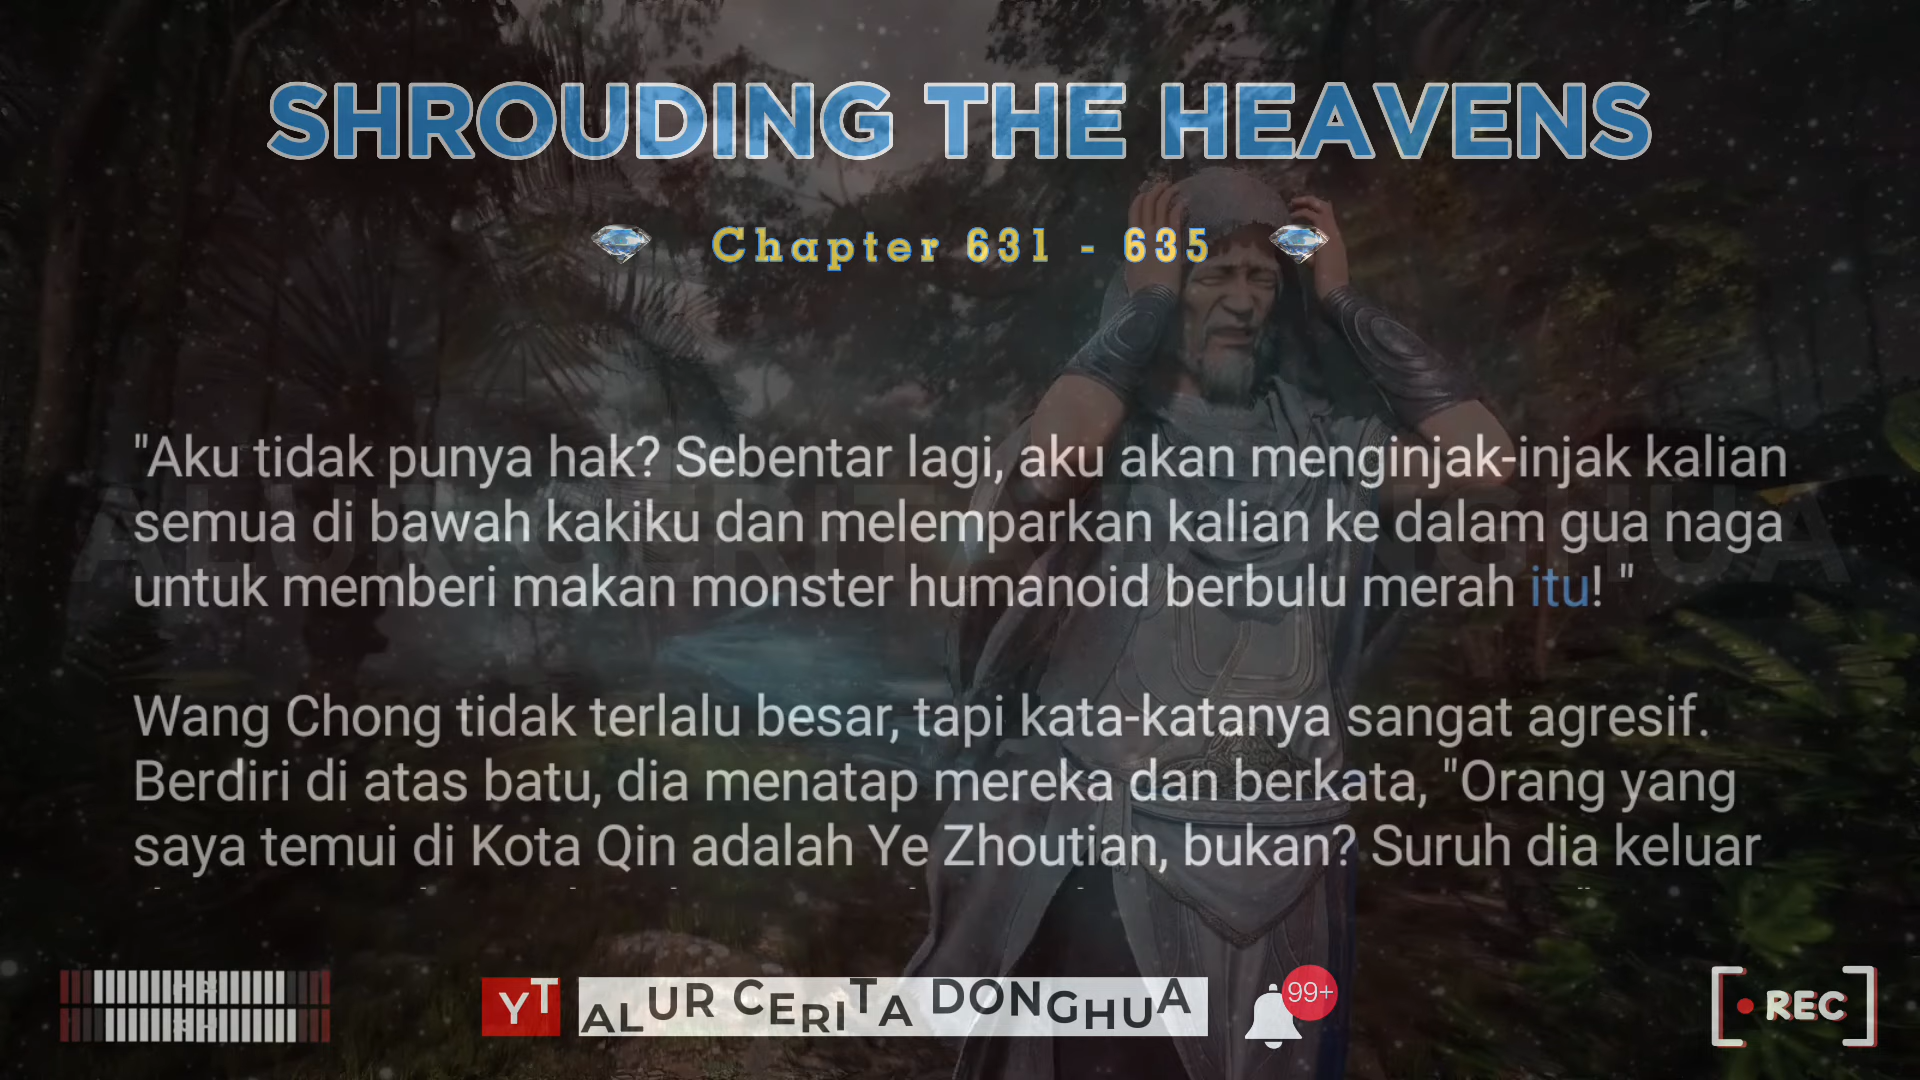 SHROUDING THE HEAVENS
Chapter 631 - 635
"Aku tidak punya hak? Sebentar lagi, aku akan menginjak-injak kalian
semua di bawah kakiku dan melemparkan kalian ke dalam gua naga
untuk memberi makan monster humanoid berbulu merah itu! "
Wang Chong tidak terlalu besar, tapi kata-katanya sangat agresif.
Berdiri di atas batu, dia menatap mereka dan berkata, "Orang yang
saya temui di Kota Qin adalah Ye Zhoutian, bukan? Suruh dia keluar
ALUR CERITA DONGHUA
YT ALUR CERITA DONGHUA
99+
REC